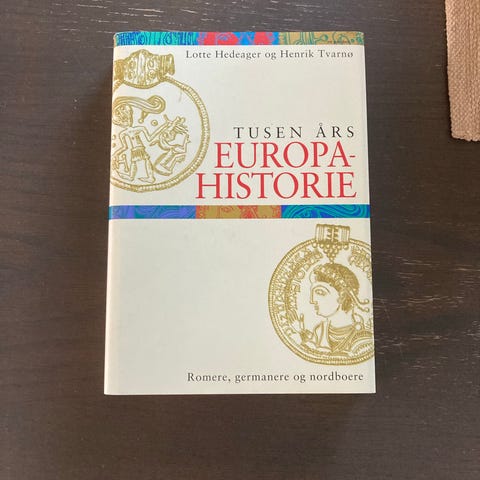 Lotte Hedeager og Henrik Tvarnø
TUSEN ÅRS
EUROPA-
HISTORIE
Romere, germanere og nordboere